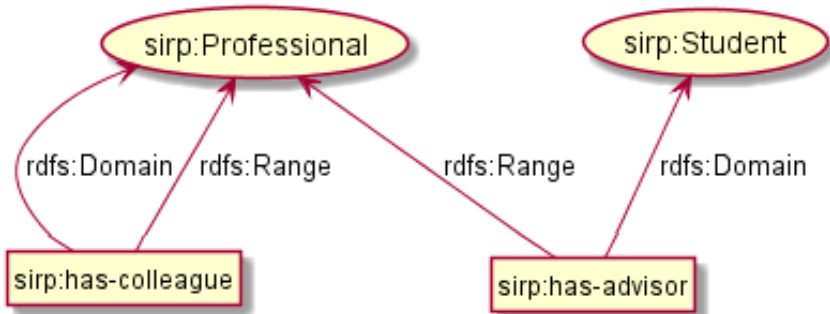 sirp:Professional
sirp:Student
rdfs:Domain
rdfs:Range
rdfs:Range
rdfs:Domain
sirp:has-colleague
sirp:has-advisor